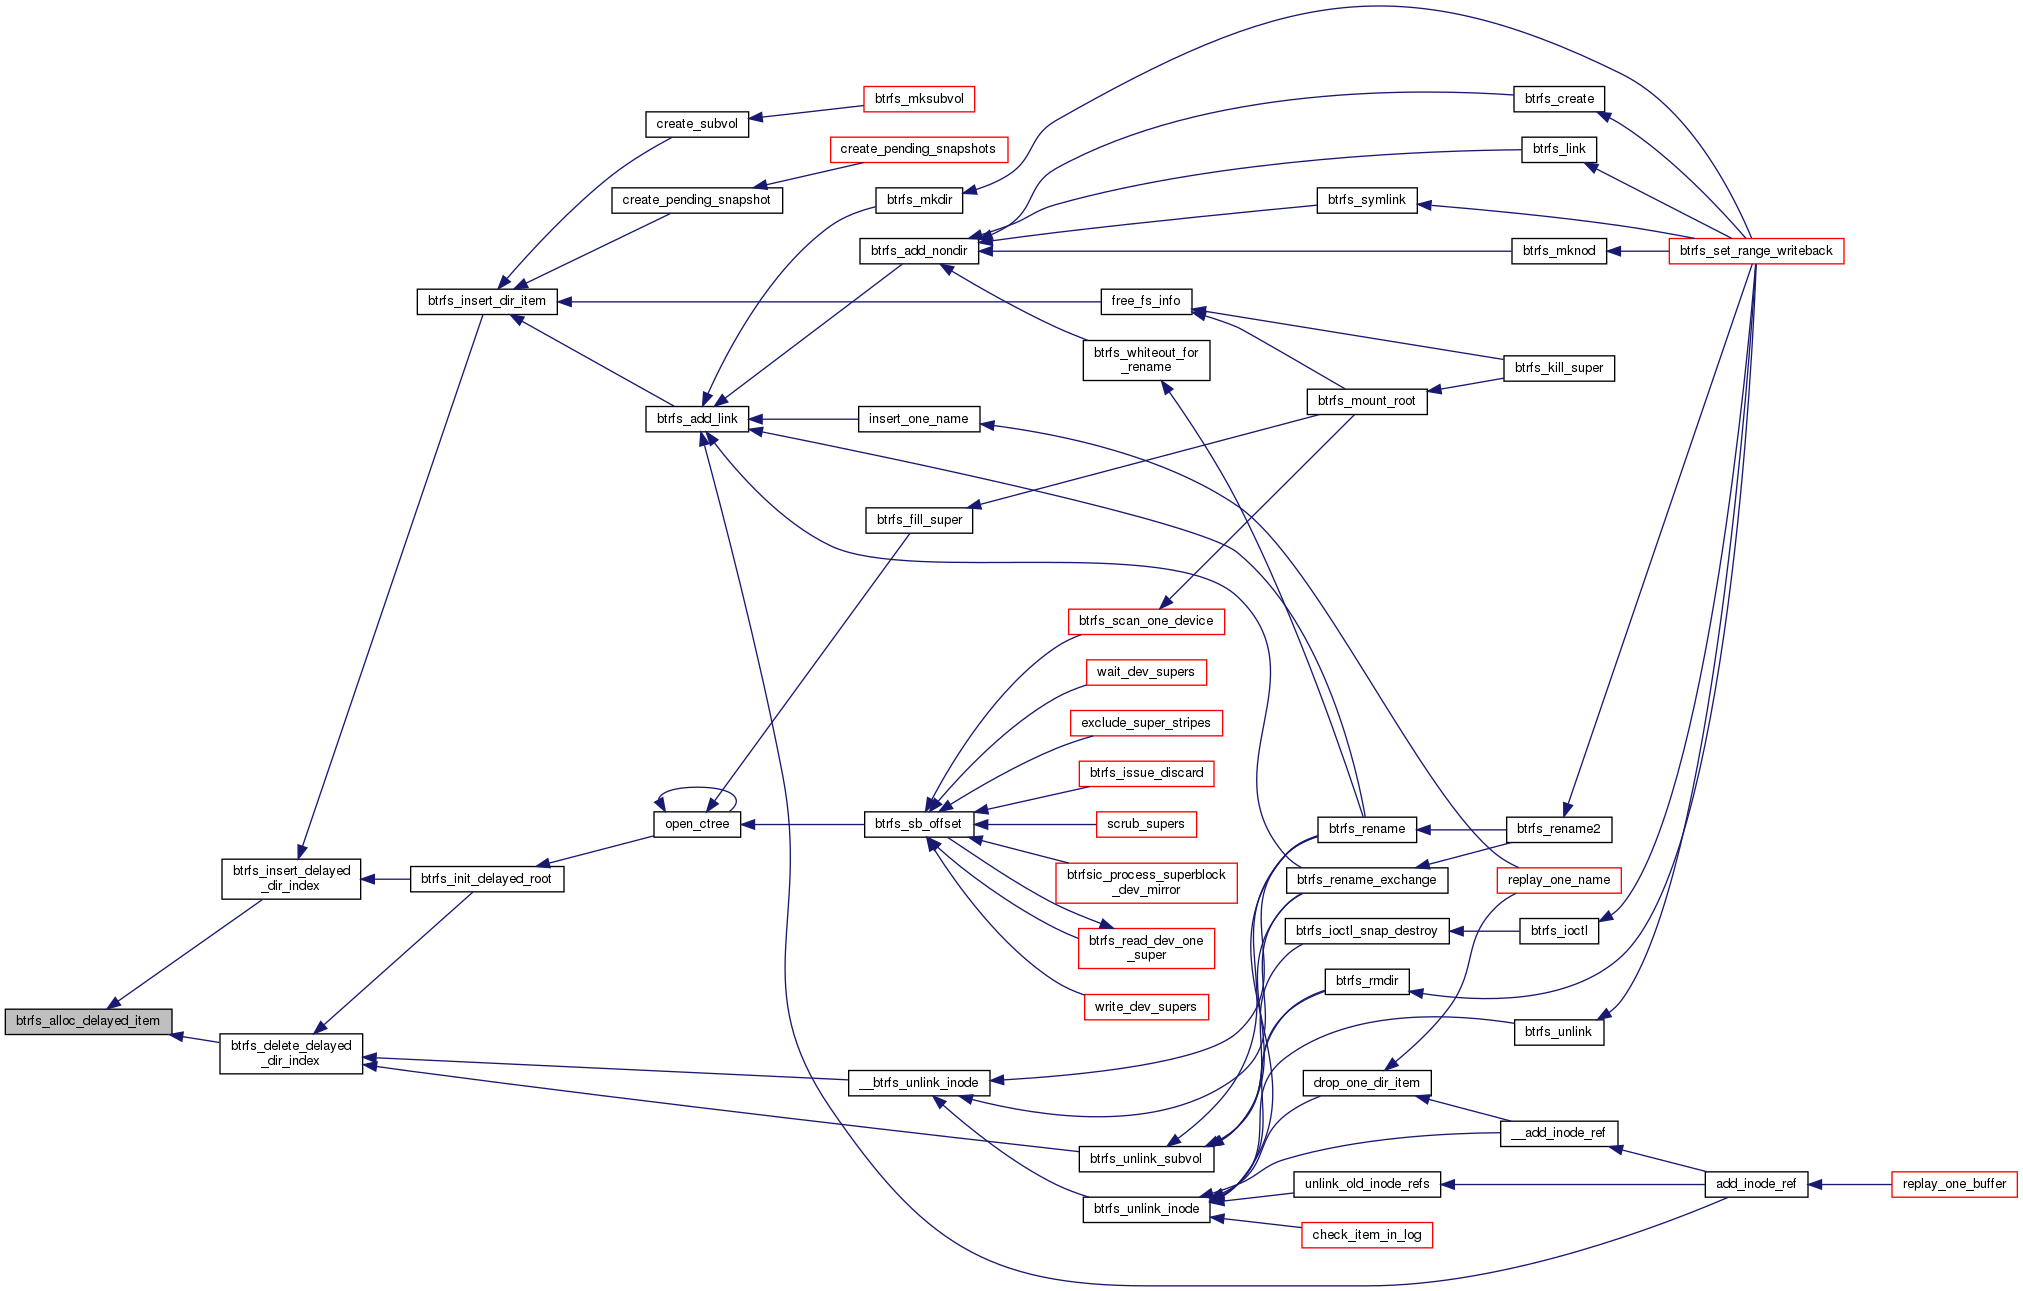 btrfs_mksubvol
btrfs_create
create_subvol
create_pending_snapshots
btrfs_link
create_pending_snapshot
btrfs_mkdir
btrfs_symlink
btrfs_add_nondir
btrfs_mknod
btrfs_set_range_writeback
btrfs_insert_dir_item
free_fs_info
btrfs_whiteout_for
_rename
btrfs_kill_super
btrfs_mount_root
btrfs_add_link
insert_one_name
btrfs_fill_super
btrfs_scan_one_device
wait_dev_supers
exclude_super_stripes
btrfs_issue_discard
open_ctree
btrfs_sb_offset
scrub_supers
btrfs_rename
btrfs_rename2
btrfs_insert_delayed
_dir_index
btrfs_init_delayed_root
btrfsic_process_superblock
_dev_mirror
btrfs_rename_exchange
replay_one_name
btrfs_ioctl_snap_destroy
btrfs_ioctl
btrfs_read_dev_one
_super
btrfs_rmdir
write_dev_supers
btrfs_alloc_delayed_item
btrfs_unlink
btrfs_delete_delayed
_dir_index
__btrfs_unlink_inode
drop_one_dir_item
__add_inode_ref
btrfs_unlink_subvol
unlink_old_inode_refs
add_inode_ref
replay_one_buffer
btrfs_unlink_inode
check_item_in_log